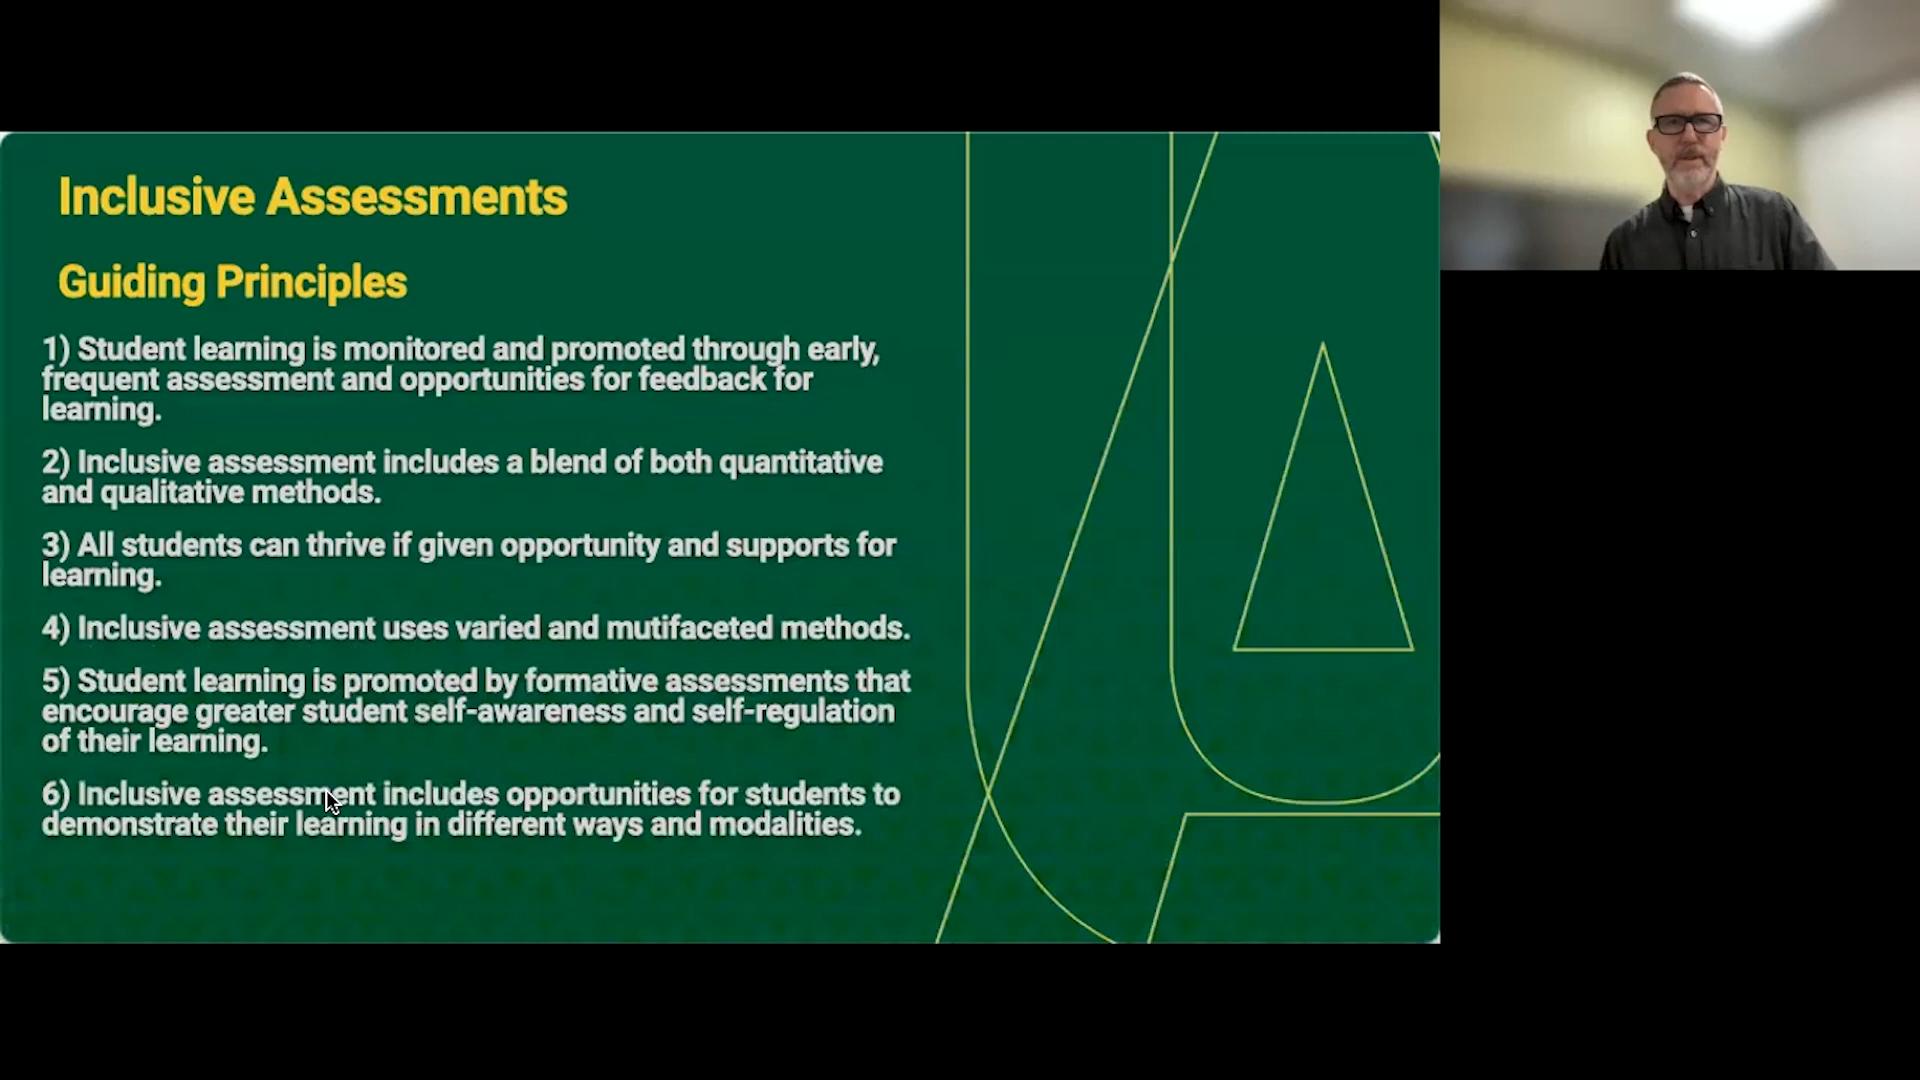 Inclusive Assessments
Guiding Principles
1) Student learning is monitored and promoted through early,
frequent assessment and opportunities for feedback for
learning.
2) Inclusive assessment includes a blend of both quantitative
and qualitative methods.
3) All students can thrive if given opportunity and supports for
learning.
4) Inclusive assessment uses varied and mutifaceted methods.
5) Student learning is promoted by formative assessments that
encourage greater student self-awareness and self-regulation
of their learning.
6) Inclusive assessment includes opportunities for students to
demonstrate their learning in different ways and modalities.